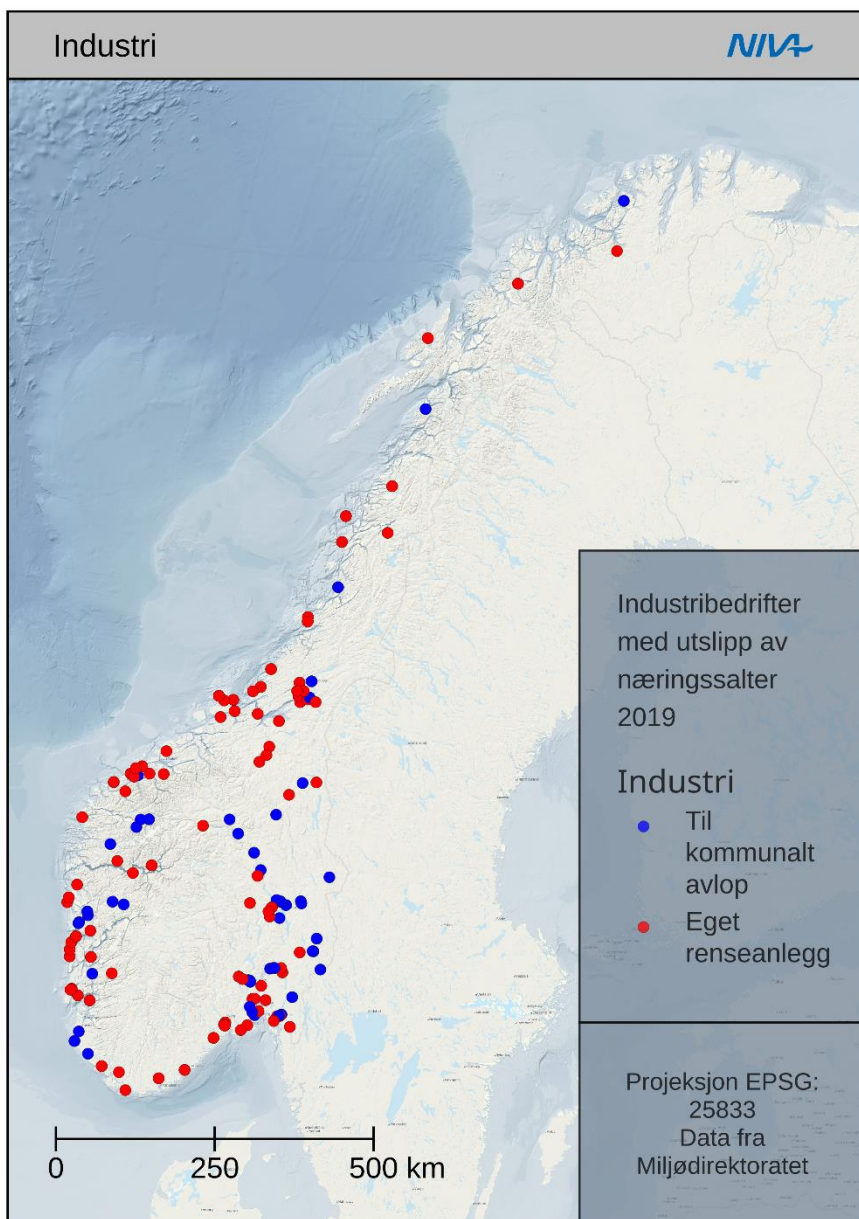 Industri
NIVA
Industribedrifter
med utslipp av
næringssalter
2019
Industri
Til
kommunalt
avlop
Eget
renseanlegg
Projeksjon EPSG:
25833
Data fra
Miljødirektoratet
0 250 500 km